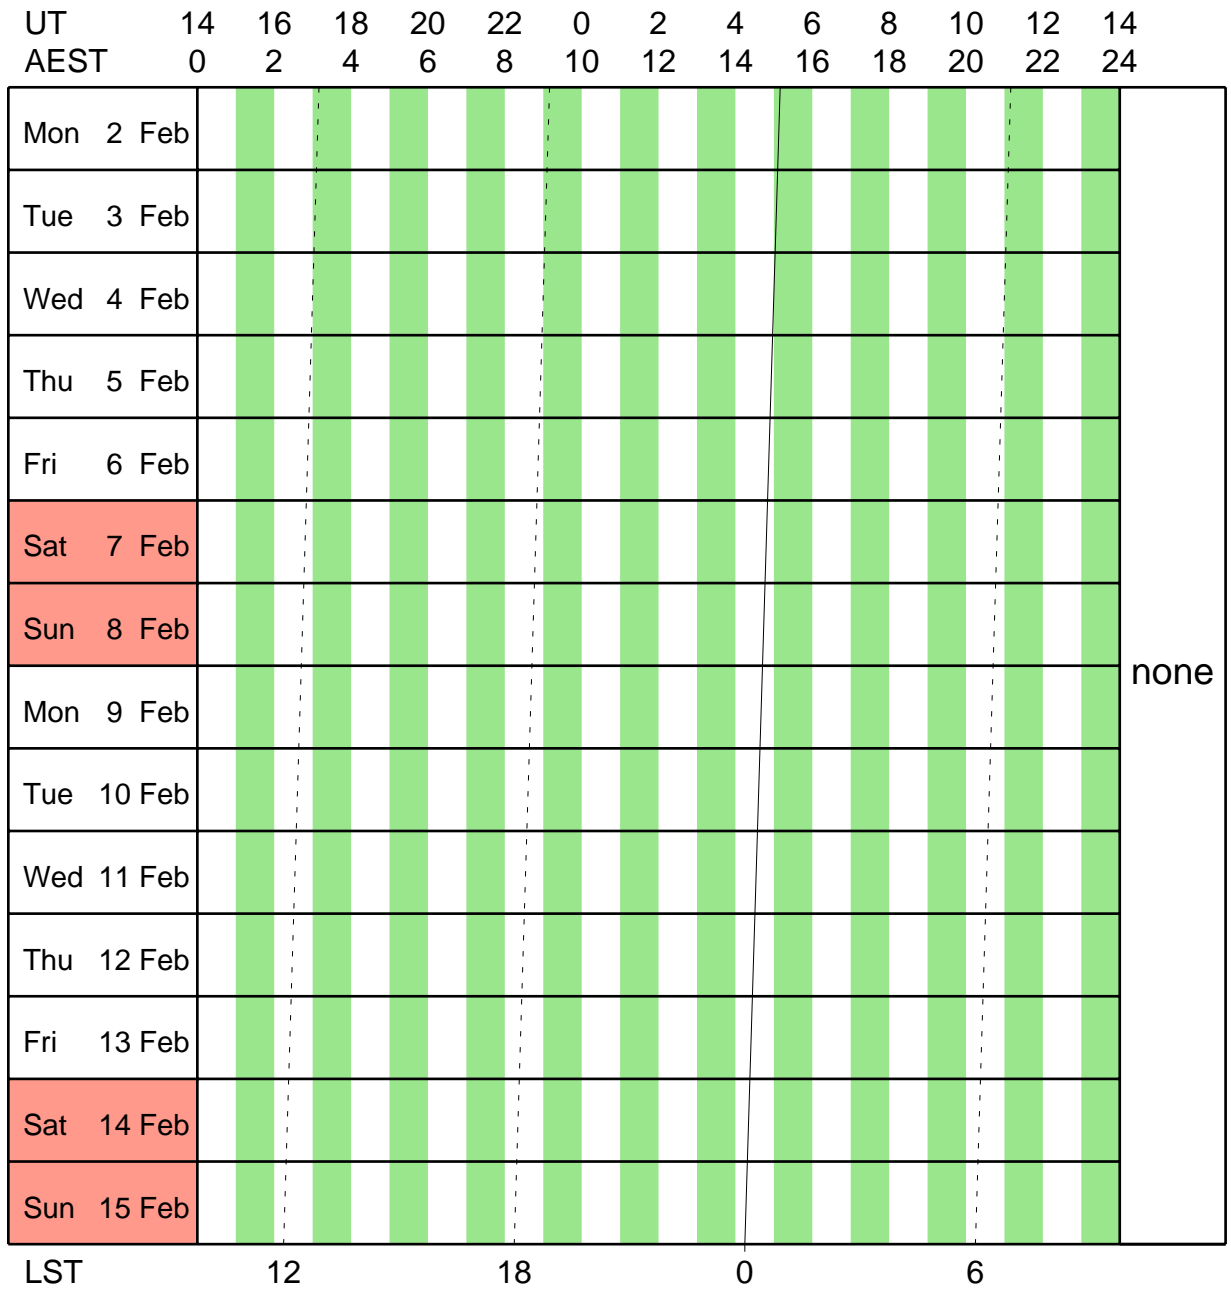 UT 14 16 18 20 22 0 2 4 6 8 10 12 14
AEST 0 2 4 6 8 10 12 14 16 18 20 22 24
Mon 2 Feb
Tue 3 Feb
Wed 4 Feb
Thu 5 Feb
Fri 6 Feb
Sat 7 Feb
Sun 8 Feb
none
Mon 9 Feb
Tue 10 Feb
Wed 11 Feb
Thu 12 Feb
Fri 13 Feb
Sat 14 Feb
Sun 15 Feb
LST 12 18 0 6